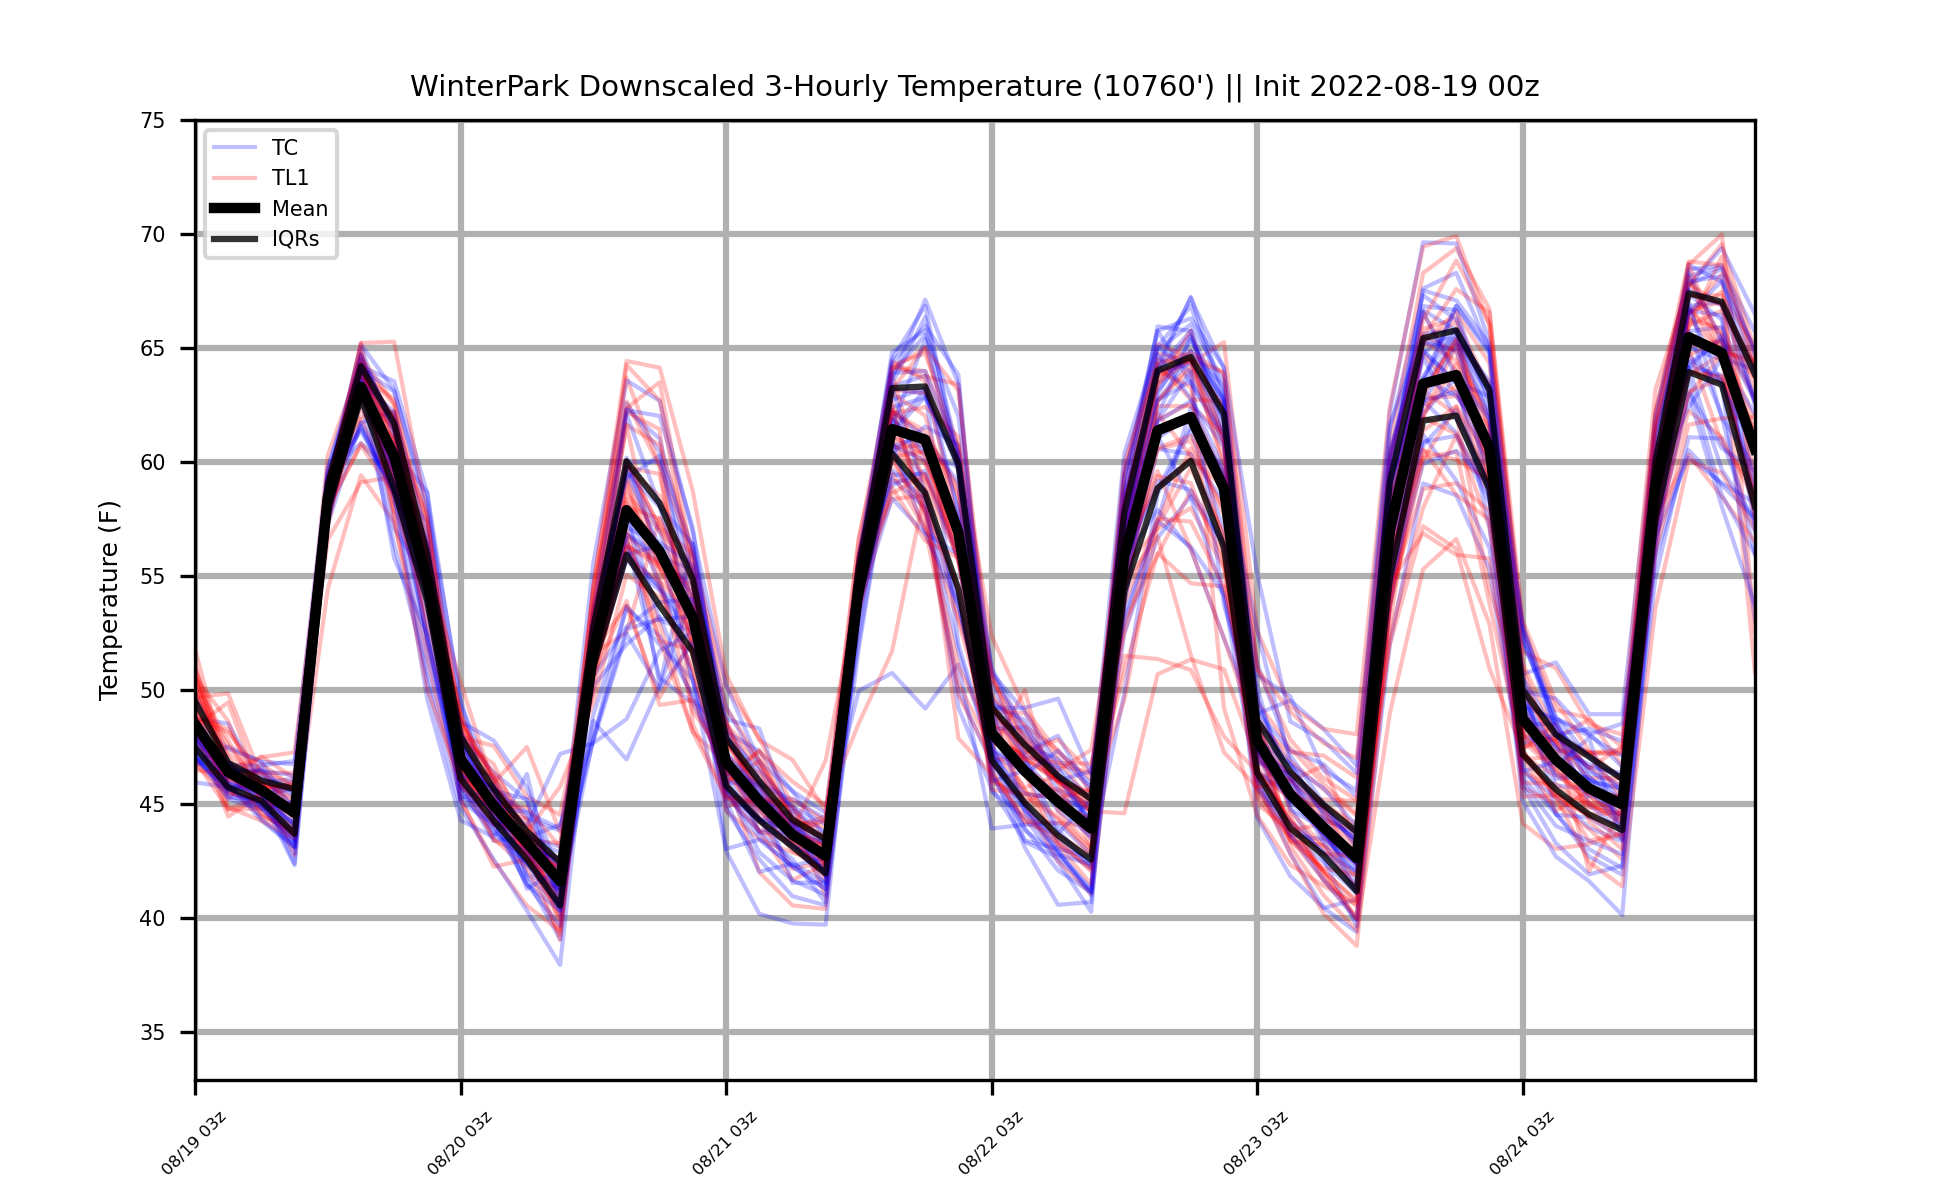 WinterPark Downscaled 3-Hourly Temperature (10760') || Init 2022-08-19 00z
TC
TL1
Mean
IQRs
Temperature (F)
75
70
65
60
55
50
45
40
35
08/19 03z
08/20 03z
08/21 03z
08/22 03z
08/23 03z
08/24 03z